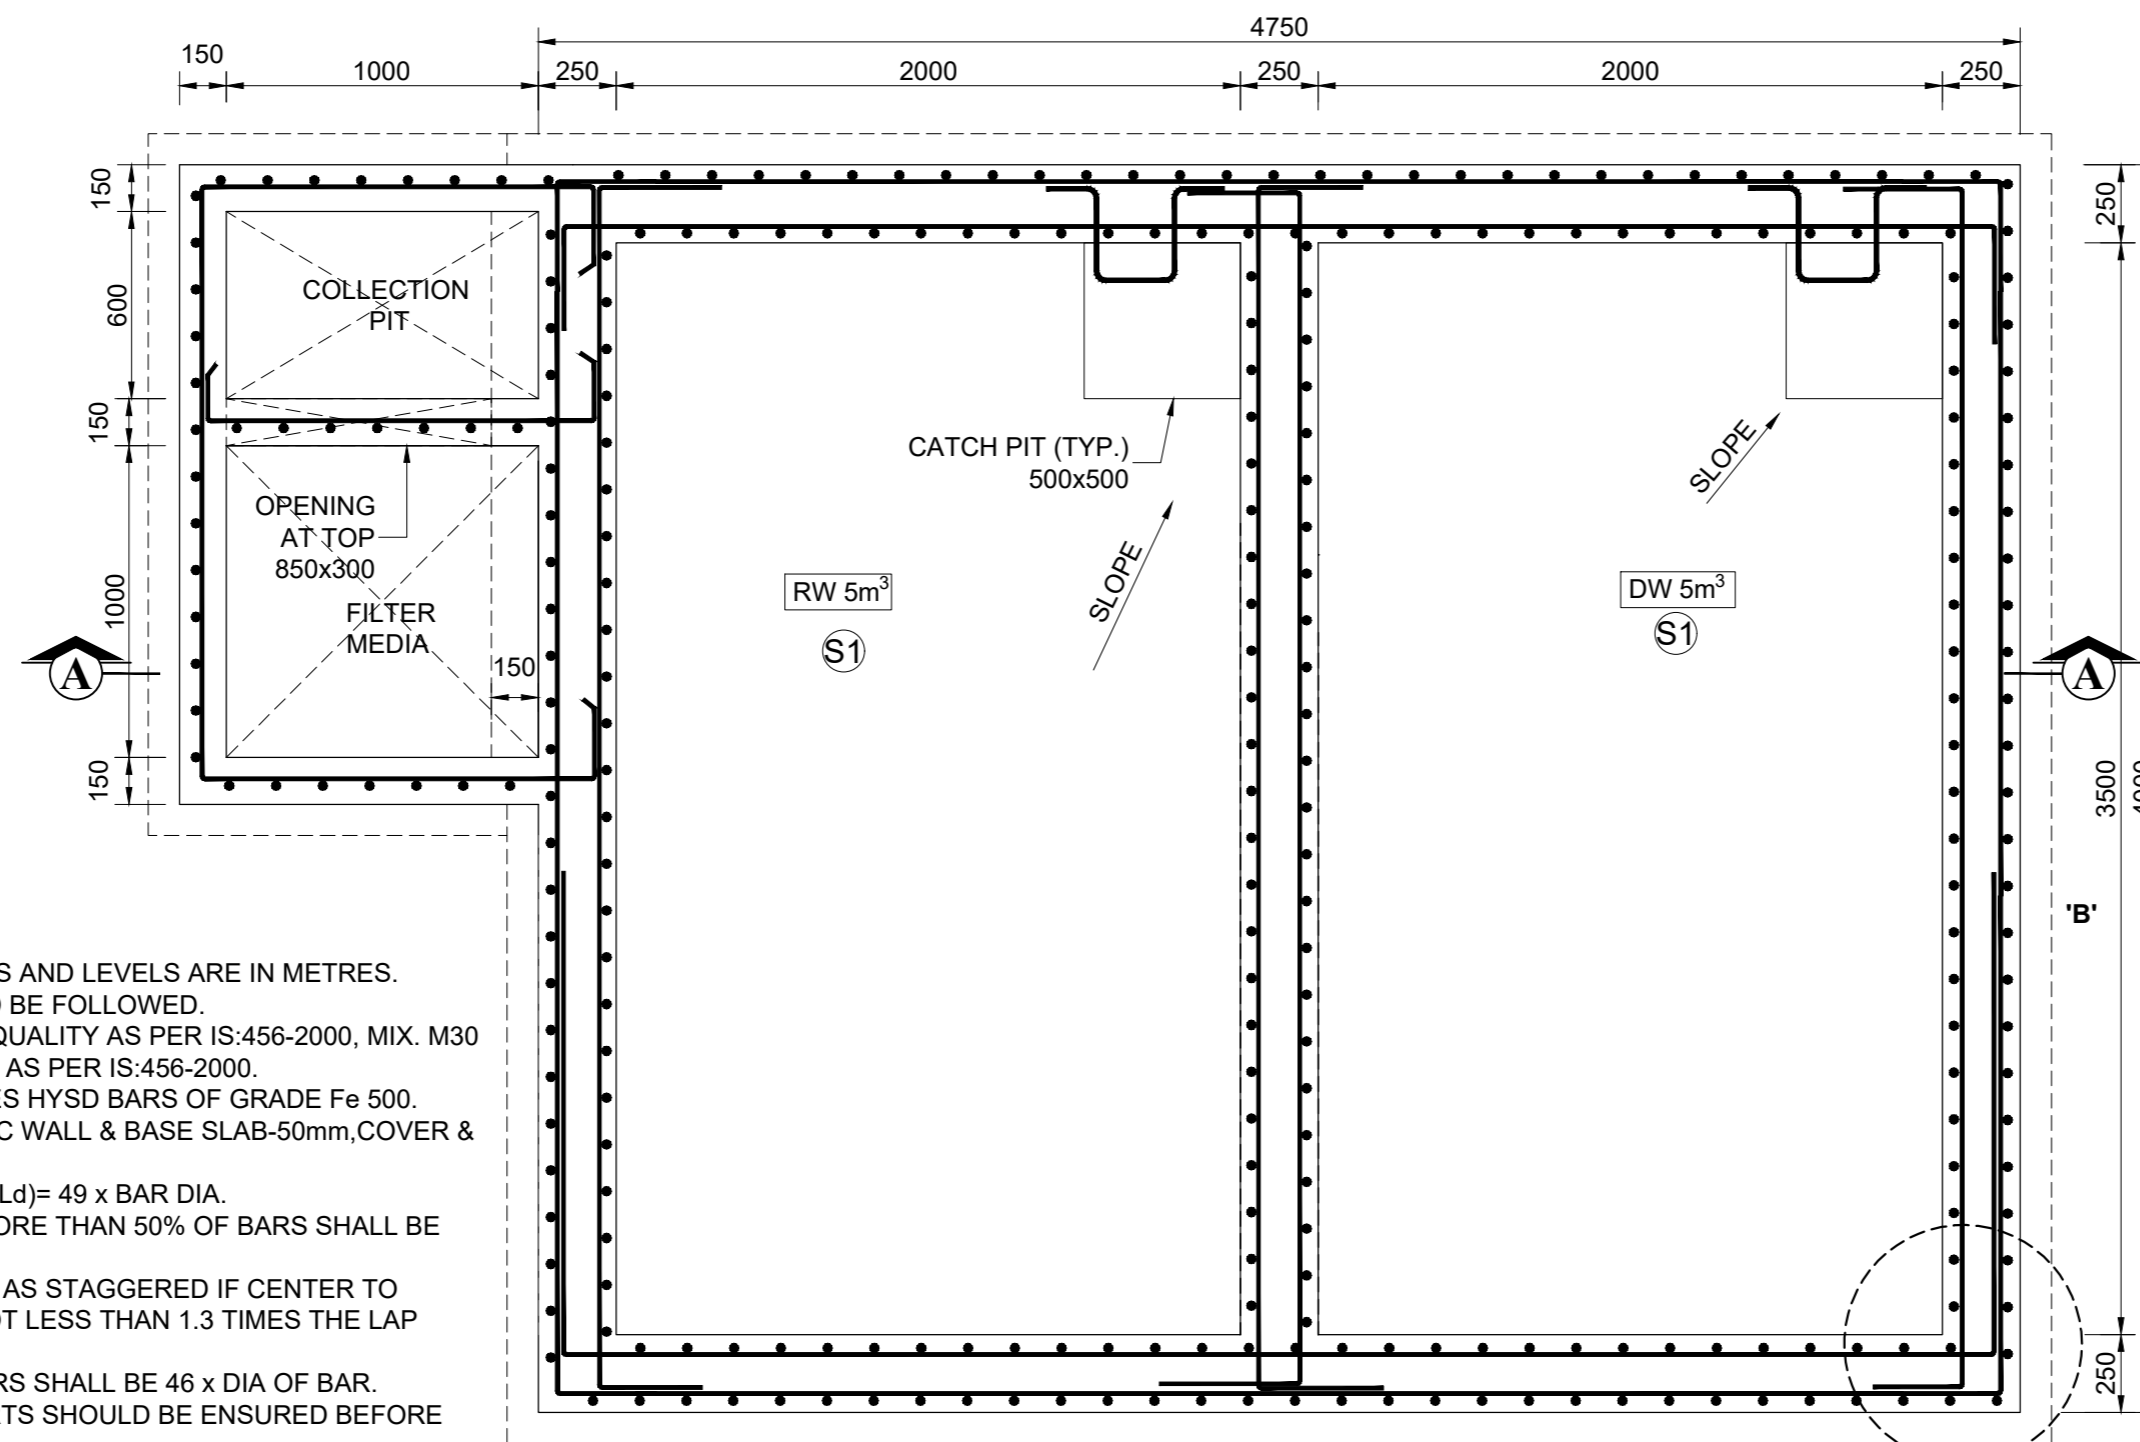 4750
150
1000
250
2000
250
2000
250
150
600
150
1000
150
COLLECTION
PIT
OPENING
AT TOP
850x300
FILTER
MEDIA
150
CATCH PIT (TYP.)
500x500
SLOPE
SLOPE
RW 5m³
S1
DW 5m³
S1
A
A
250
3500
250
'B'
S AND LEVELS ARE IN METRES.
BE FOLLOWED.
QUALITY AS PER IS:456-2000, MIX. M30
AS PER IS:456-2000.
ES HYSD BARS OF GRADE Fe 500.
C WALL & BASE SLAB-50mm,COVER &
Ld)= 49 x BAR DIA.
ORE THAN 50% OF BARS SHALL BE
AS STAGGERED IF CENTER TO
OT LESS THAN 1.3 TIMES THE LAP
RS SHALL BE 46 x DIA OF BAR.
RTS SHOULD BE ENSURED BEFORE